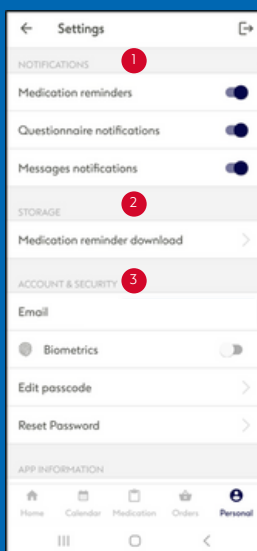 Settings
NOTIFICATIONS 1
Medication reminders
Questionnaire notifications
Messages notifications
STORAGE 2
Medication reminder download
ACCOUNT & SECURITY 3
Email
Biometrics
Edit passcode
Reset Password
APP INFORMATION
Home Calendar Medication Orders Personal